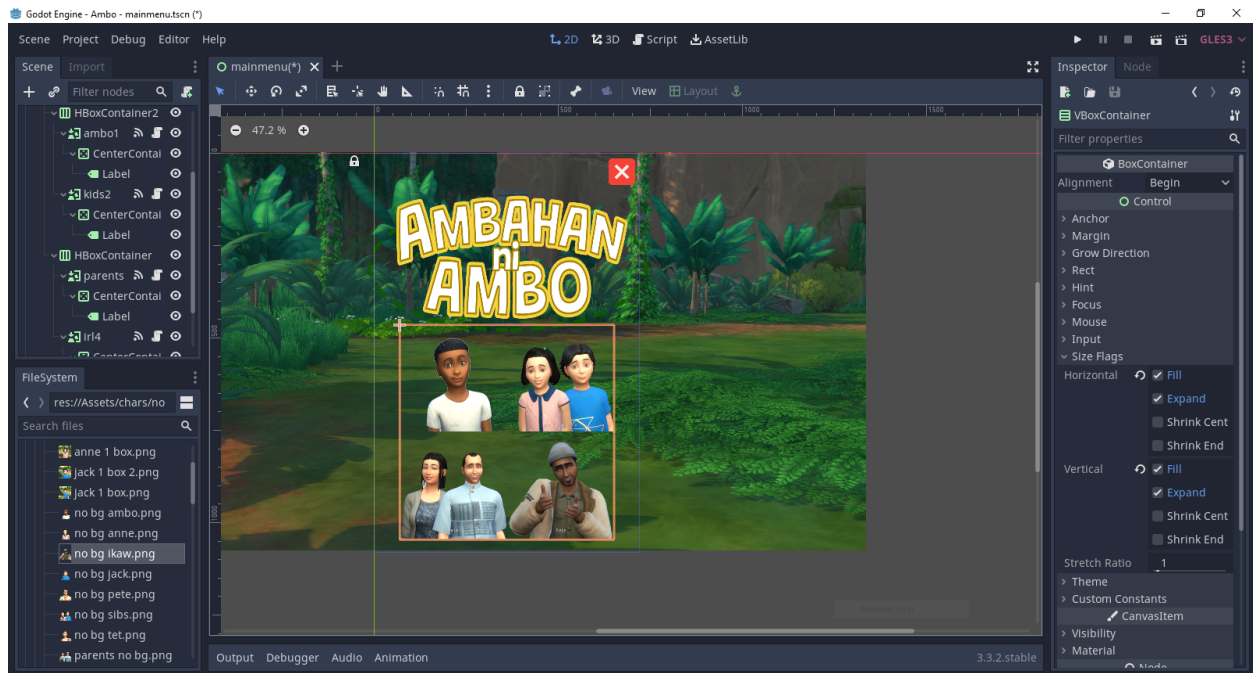 Godot Engine - Ambo - mainmenu.tscn (*)
Scene Project Debug Editor Help
2D 3D Script AssetLib
GLES3
Scene Import
Filter nodes
HBoxContainer2
ambo1
CenterContai
Label
kids2
CenterContai
Label
HBoxContainer
parents
CenterContai
Label
irl4
CenterContai
FileSystem
res://Assets/chars/no
Search files
anne 1 box.png
jack 1 box 2.png
jack 1 box.png
no bg ambo.png
no bg anne.png
no bg ikaw.png
no bg jack.png
no bg pete.png
no bg sibs.png
no bg tet.png
parents no bg.png
mainmenu(*)
View Layout
0 500 1000 1500
47.2 %
0
500
1000
AMBAHAN
ni
AMBO
Output Debugger Audio Animation
3.3.2.stable
Inspector Node
VBoxContainer
Filter properties
BoxContainer
Alignment Begin
Control
Anchor
Margin
Grow Direction
Rect
Hint
Focus
Mouse
Input
Size Flags
Horizontal Fill
Expand
Shrink Cent
Shrink End
Vertical Fill
Expand
Shrink Cent
Shrink End
Stretch Ratio 1
Theme
Custom Constants
CanvasItem
Visibility
Material
Node